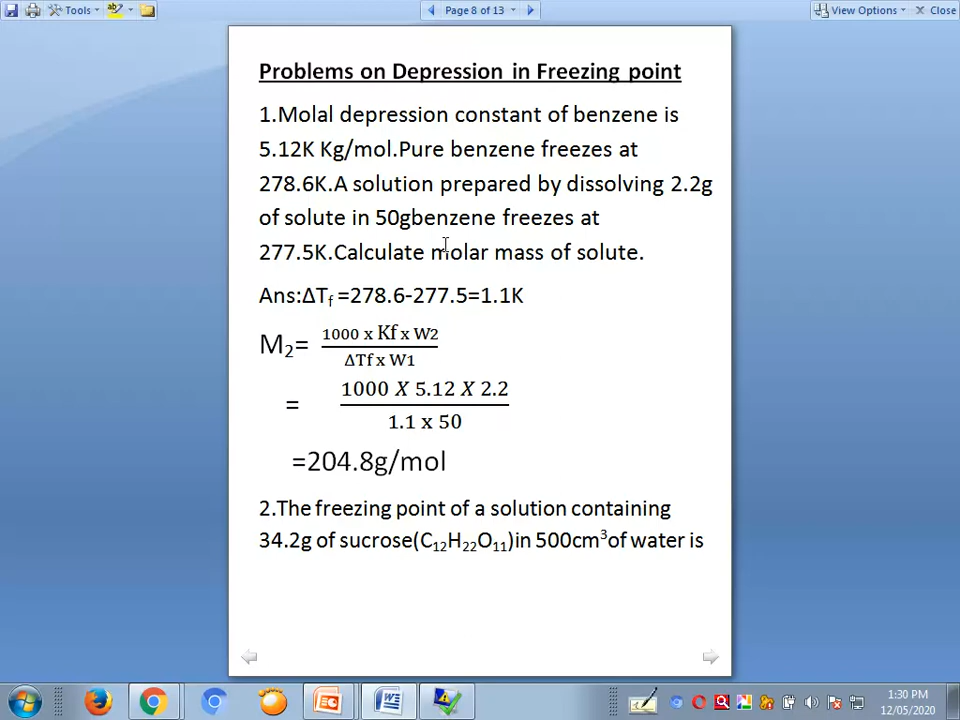 Tools
Page 8 of 13
View Options
Close
Problems on Depression in Freezing point
1.Molal depression constant of benzene is
5.12K Kg/mol.Pure benzene freezes at
278.6K.A solution prepared by dissolving 2.2g
of solute in 50gbenzene freezes at
277.5K.Calculate molar mass of solute.
Ans:ΔTf =278.6-277.5=1.1K
M2= 1000 x Kf x W2
ΔTf x W1
= 1000 X 5.12 X 2.2
1.1 x 50
=204.8g/mol
2.The freezing point of a solution containing
34.2g of sucrose(C12H22O11)in 500cm3of water is
1:30 PM
12/05/2020